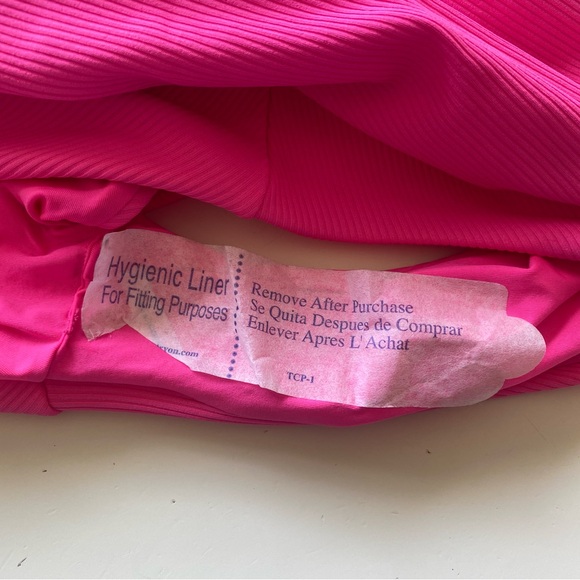 Hygienic Liner
For Fitting Purposes
Remove After Purchase
Se Quita Despues de Comprar
Enlever Apres L'Achat
TCP-1